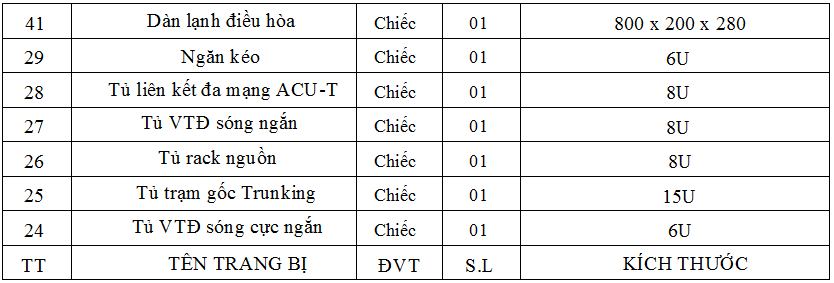 41 Dàn lạnh điều hòa Chiếc 01 800 x 200 x 280
29 Ngăn kéo Chiếc 01 6U
28 Tủ liên kết đa mạng ACU-T Chiếc 01 8U
27 Tủ VTĐ sóng ngắn Chiếc 01 8U
26 Tủ rack nguồn Chiếc 01 8U
25 Tủ trạm gốc Trunking Chiếc 01 15U
24 Tủ VTĐ sóng cực ngắn Chiếc 01 6U
TT TÊN TRANG BỊ ĐVT S.L KÍCH THƯỚC